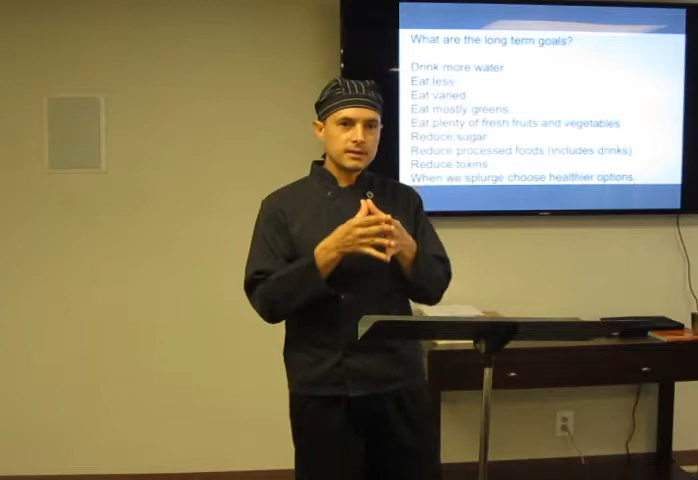 What are the long term goals?
Drink more water
Eat less
Eat varied
Eat mostly greens
Eat plenty of fresh fruits and vegetables
Reduce sugar
Reduce processed foods (includes drinks)
Reduce toxins
When we splurge choose healthier options.